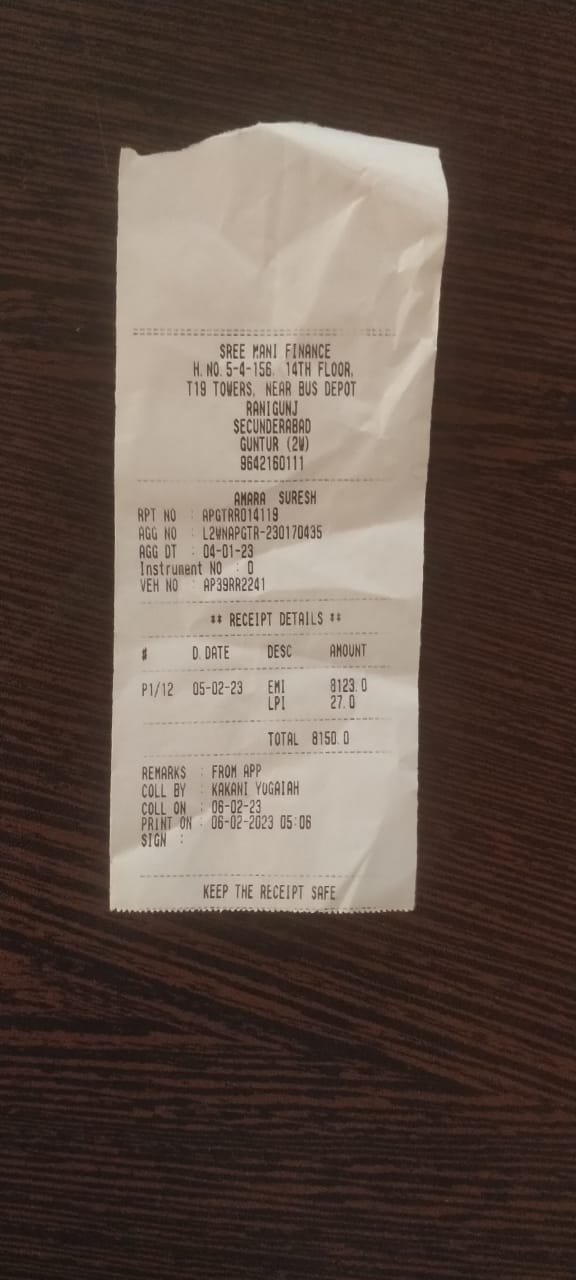 SREE MANI FINANCE
H.NO.5-4-156, 14TH FLOOR,
T19 TOWERS, NEAR BUS DEPOT
RANIGUNJ
SECUNDERABAD
GUNTUR (2W)
9642160111
AMARA SURESH
RPT NO : APGTRR014119
AGG NO : L2WNAPGTR-230170435
AGG DT : 04-01-23
Instrument NO : 0
VEH NO : AP39RR2241
** RECEIPT DETAILS **
# D.DATE DESC AMOUNT
P1/12 05-02-23 EMI 8123.0
LPI 27.0
TOTAL 8150.0
REMARKS : FROM APP
COLL BY : KAKANI YOGAIAH
COLL ON : 06-02-23
PRINT ON : 06-02-2023 05:06
SIGN :
KEEP THE RECEIPT SAFE